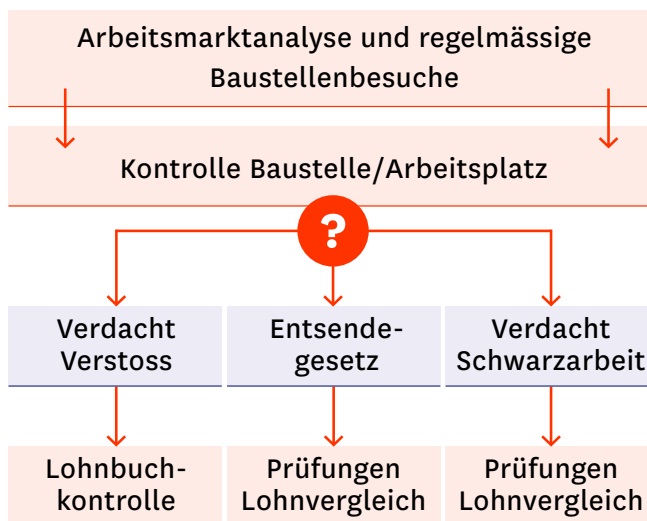 Arbeitsmarktanalyse und regelmässige
Baustellenbesuche
Kontrolle Baustelle/Arbeitsplatz
?
Verdacht
Verstoss
Entsende-
gesetz
Verdacht
Schwarzarbeit
Lohnbuch-
kontrolle
Prüfungen
Lohnvergleich
Prüfungen
Lohnvergleich